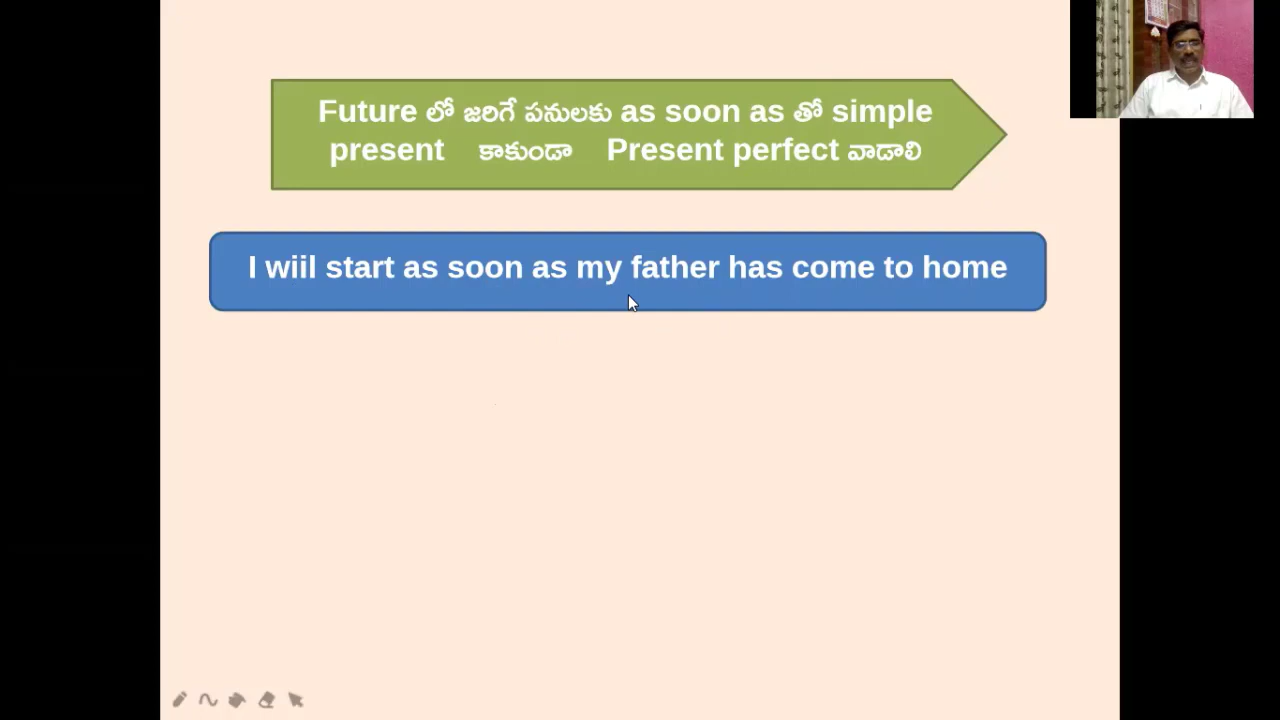 Future లో జరిగే పనులకు as soon as తో simple
present కాకుండా Present perfect వాడాలి
I wiil start as soon as my father has come to home